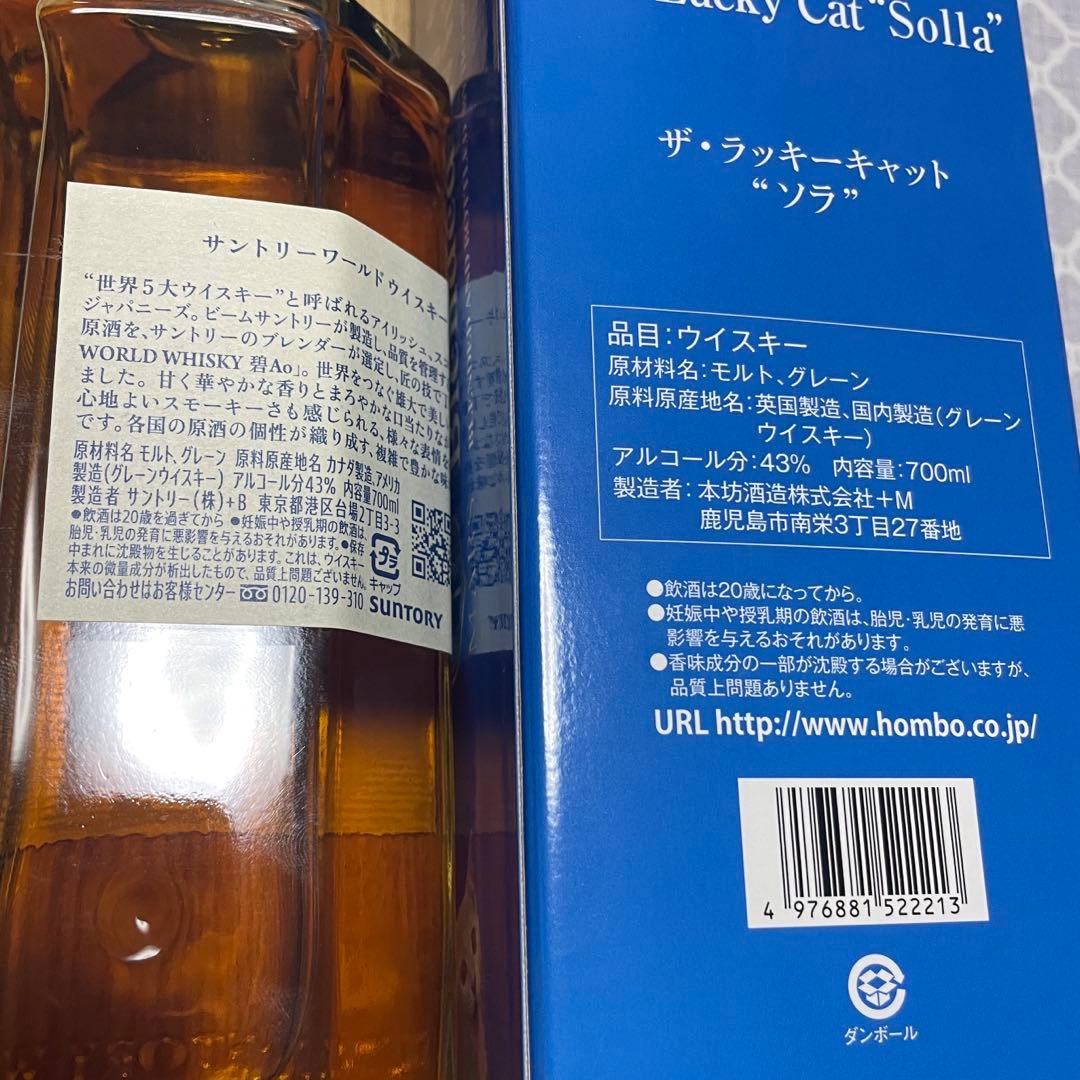 サントリーワールドウイスキー
“世界５大ウイスキー”と呼ばれるアイリッシュ、ス
ジャパニーズ。ビームサントリーが製造し、品質を管理す
原酒を、サントリーのブレンダーが選定し、匠の技で
WORLD WHISKY 碧Ao」。世界をつなぐ雄大で美し
ました。甘く華やかな香りとまろやかな口当たりなが
心地よいスモーキーさも感じられる、様々な表情を
です。各国の原酒の個性が織り成す、複雑で豊かな味
原材料名 モルト、グレーン 原料原産地名 カナダ製造、アメリカ
製造(グレーンウイスキー) アルコール分43% 内容量700ml
製造者 サントリー(株)+B 東京都港区台場2丁目3-3
●飲酒は20歳を過ぎてから ●妊娠中や授乳期の飲酒は、
胎児・乳児の発育に悪影響を与えるおそれがあります。●保存
中まれに沈殿物を生じることがあります。これは、ウイスキー
本来の微量成分が析出したもので、品質上問題ございません。
プラ
キャップ
お問い合わせはお客様センター 0120-139-310 SUNTORY
Lucky Cat “Solla”
ザ・ラッキーキャット
“ソラ”
品目：ウイスキー
原材料名：モルト、グレーン
原料原産地名：英国製造、国内製造（グレーン
ウイスキー）
アルコール分：43% 内容量：700ml
製造者：本坊酒造株式会社＋M
鹿児島市南栄3丁目27番地
●飲酒は20歳になってから。
●妊娠中や授乳期の飲酒は、胎児・乳児の発育に悪
影響を与えるおそれがあります。
●香味成分の一部が沈殿する場合がございますが、
品質上問題ありません。
URL http://www.hombo.co.jp/
4 976881 522213
ダンボール